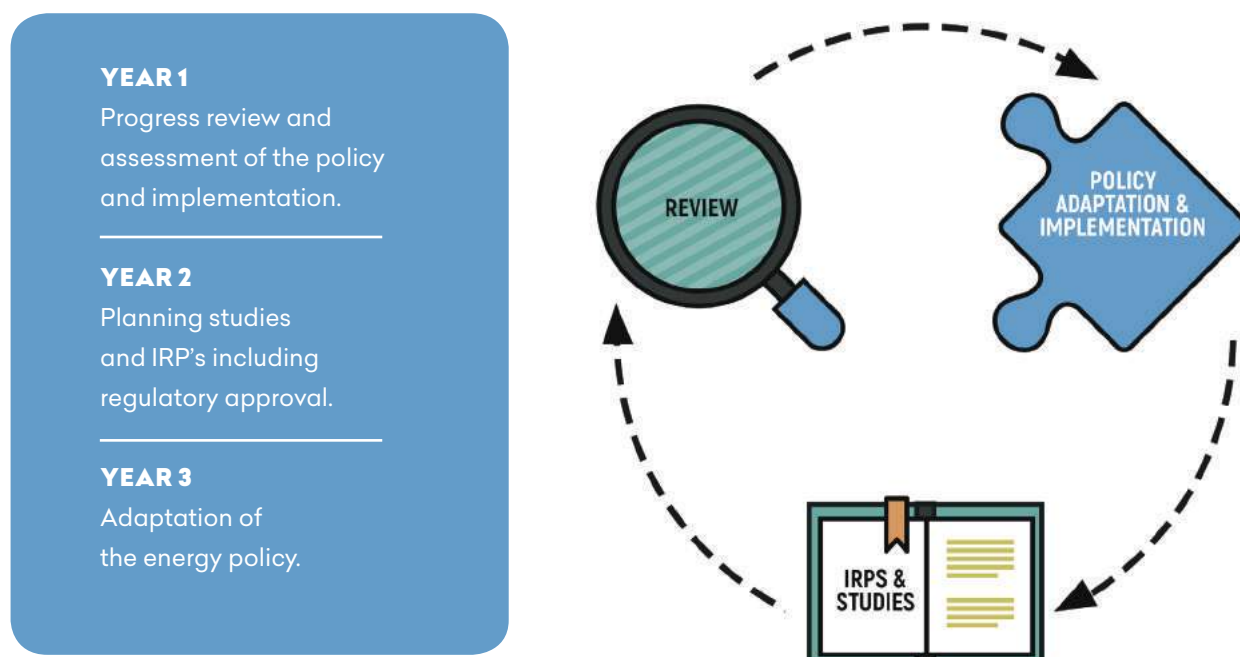 YEAR 1
Progress review and
assessment of the policy
and implementation.
YEAR 2
Planning studies
and IRP’s including
regulatory approval.
YEAR 3
Adaptation of
the energy policy.
REVIEW
POLICY
ADAPTATION &
IMPLEMENTATION
IRPS &
STUDIES